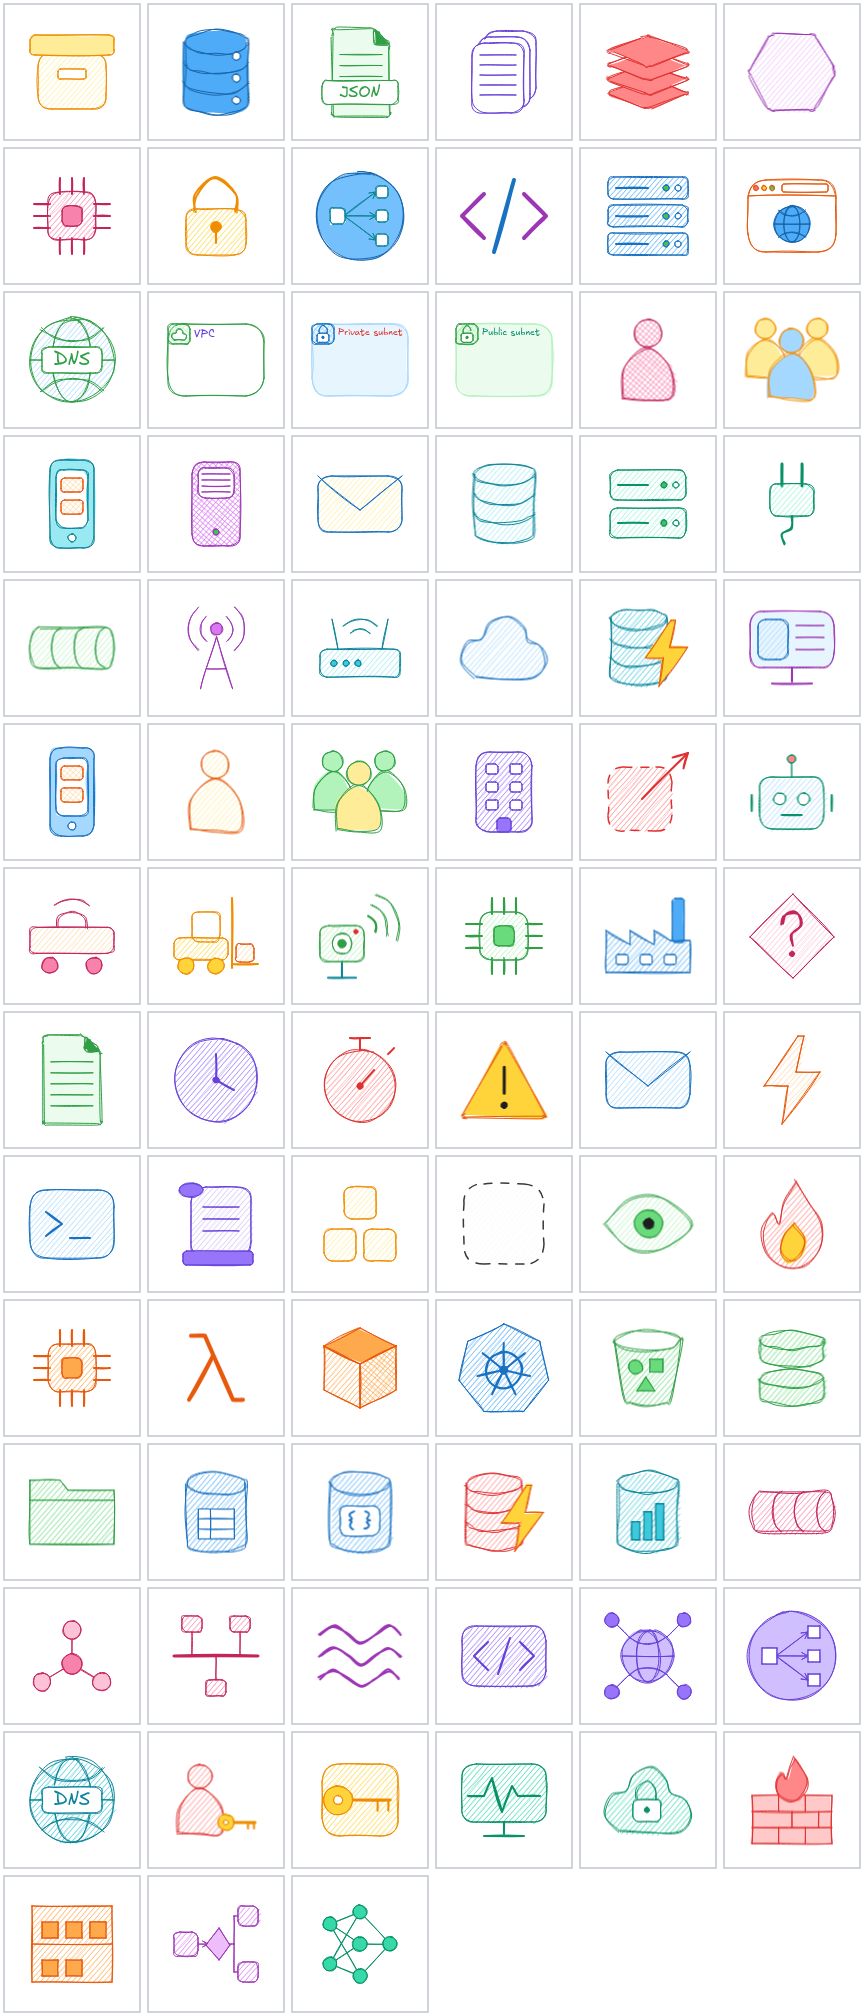 JSON
DNS
VPC
Private subnet
Public subnet
?
!
DNS